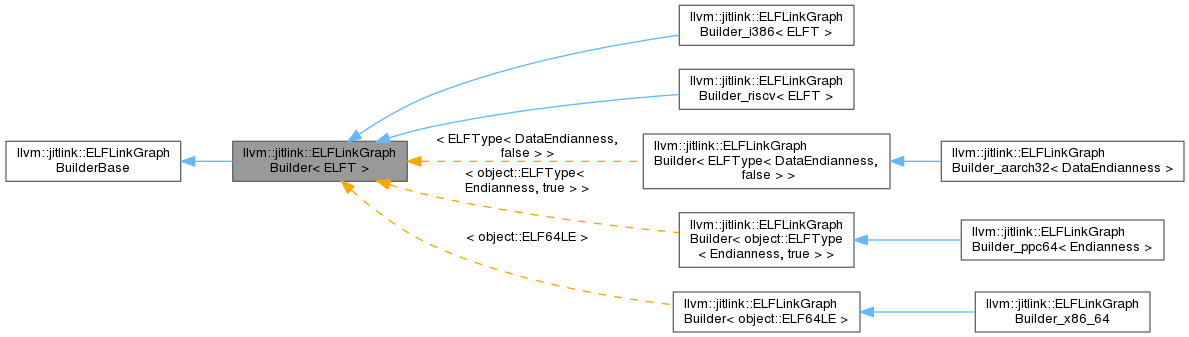 llvm::jitlink::ELFLinkGraph
Builder_i386< ELFT >
llvm::jitlink::ELFLinkGraph
Builder_riscv< ELFT >
llvm::jitlink::ELFLinkGraph
BuilderBase
llvm::jitlink::ELFLinkGraph
Builder< ELFT >
< ELFType< DataEndianness,
false > >
llvm::jitlink::ELFLinkGraph
Builder< ELFType< DataEndianness,
false > >
llvm::jitlink::ELFLinkGraph
Builder_aarch32< DataEndianness >
< object::ELFType<
Endianness, true > >
llvm::jitlink::ELFLinkGraph
Builder< object::ELFType
< Endianness, true > >
llvm::jitlink::ELFLinkGraph
Builder_ppc64< Endianness >
< object::ELF64LE >
llvm::jitlink::ELFLinkGraph
Builder< object::ELF64LE >
llvm::jitlink::ELFLinkGraph
Builder_x86_64